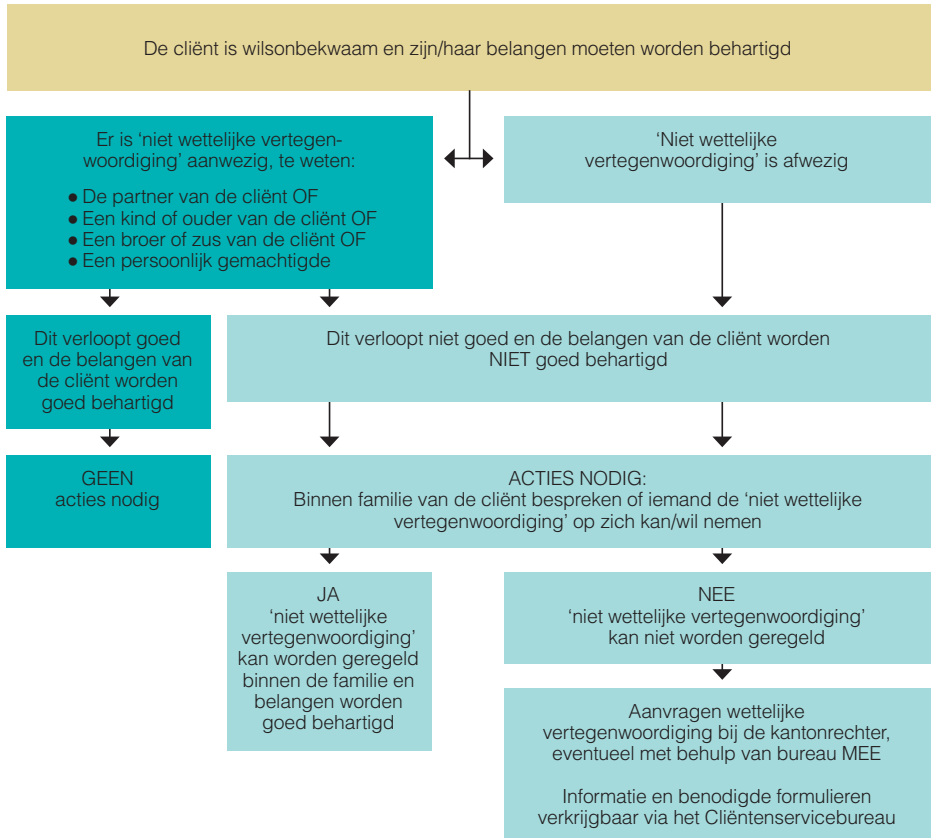 De cliënt is wilsonbekwaam en zijn/haar belangen moeten worden behartigd
Er is ‘niet wettelijke vertegen-
woordiging’ aanwezig, te weten:
● De partner van de cliënt OF
● Een kind of ouder van de cliënt OF
● Een broer of zus van de cliënt OF
● Een persoonlijk gemachtigde
‘Niet wettelijke
vertegenwoordiging’ is afwezig
Dit verloopt goed
en de belangen van
de cliënt worden
goed behartigd
Dit verloopt niet goed en de belangen van de cliënt worden
NIET goed behartigd
GEEN
acties nodig
ACTIES NODIG:
Binnen familie van de cliënt bespreken of iemand de ‘niet wettelijke
vertegenwoordiging’ op zich kan/wil nemen
JA
‘niet wettelijke
vertegenwoordiging’
kan worden geregeld
binnen de familie en
belangen worden
goed behartigd
NEE
‘niet wettelijke vertegenwoordiging’
kan niet worden geregeld
Aanvragen wettelijke
vertegenwoordiging bij de kantonrechter,
eventueel met behulp van bureau MEE
Informatie en benodigde formulieren
verkrijgbaar via het Cliëntenservicebureau